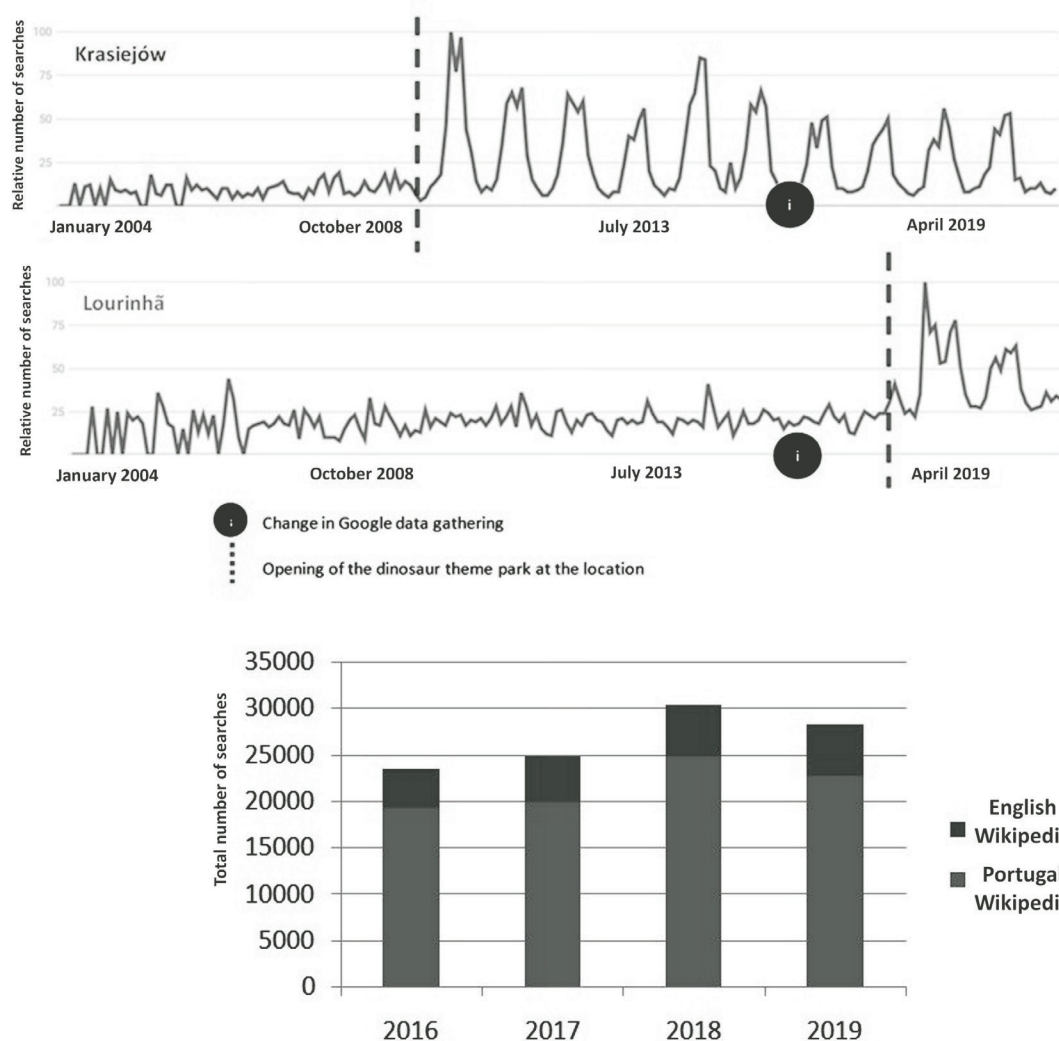 Relative number of searches
100
75
50
25
Krasiejów
January 2004 October 2008 July 2013 April 2019
i
Relative number of searches
100
75
50
25
Lourinhã
January 2004 October 2008 July 2013 April 2019
i
i Change in Google data gathering
Opening of the dinosaur theme park at the location
Total number of searches
35000
30000
25000
20000
15000
10000
5000
0
2016 2017 2018 2019
English
Wikipedi
Portugal
Wikipedi